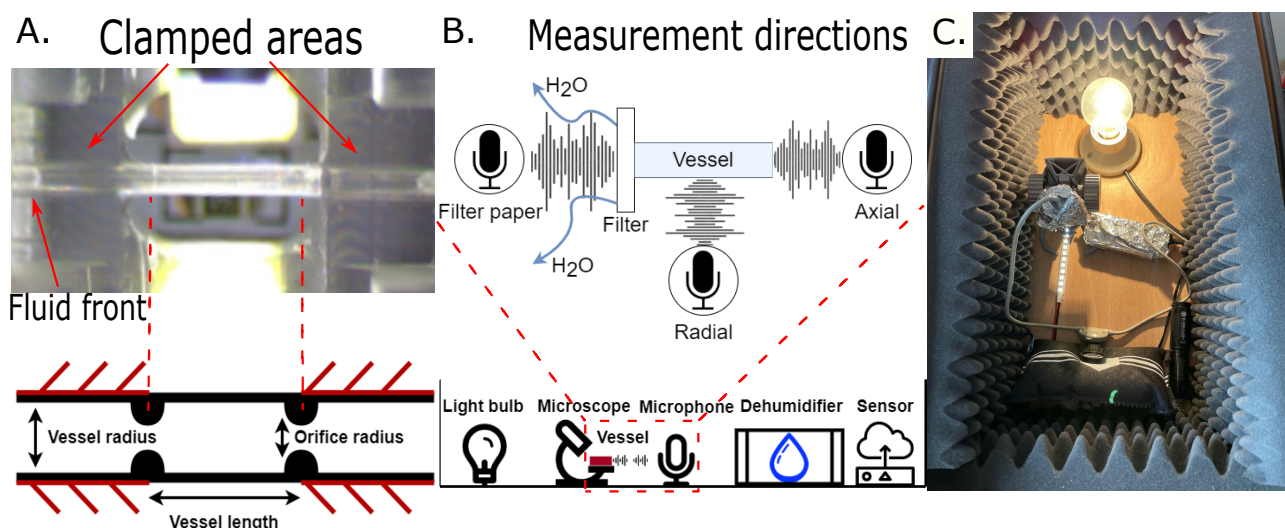 A.
Clamped areas
Fluid front
Vessel radius
Orifice radius
Vessel length
B.
Measurement directions
H2O
Vessel
Filter paper
Filter
Axial
H2O
Radial
Light bulb
Microscope
Microphone
Dehumidifier
Sensor
Vessel
C.